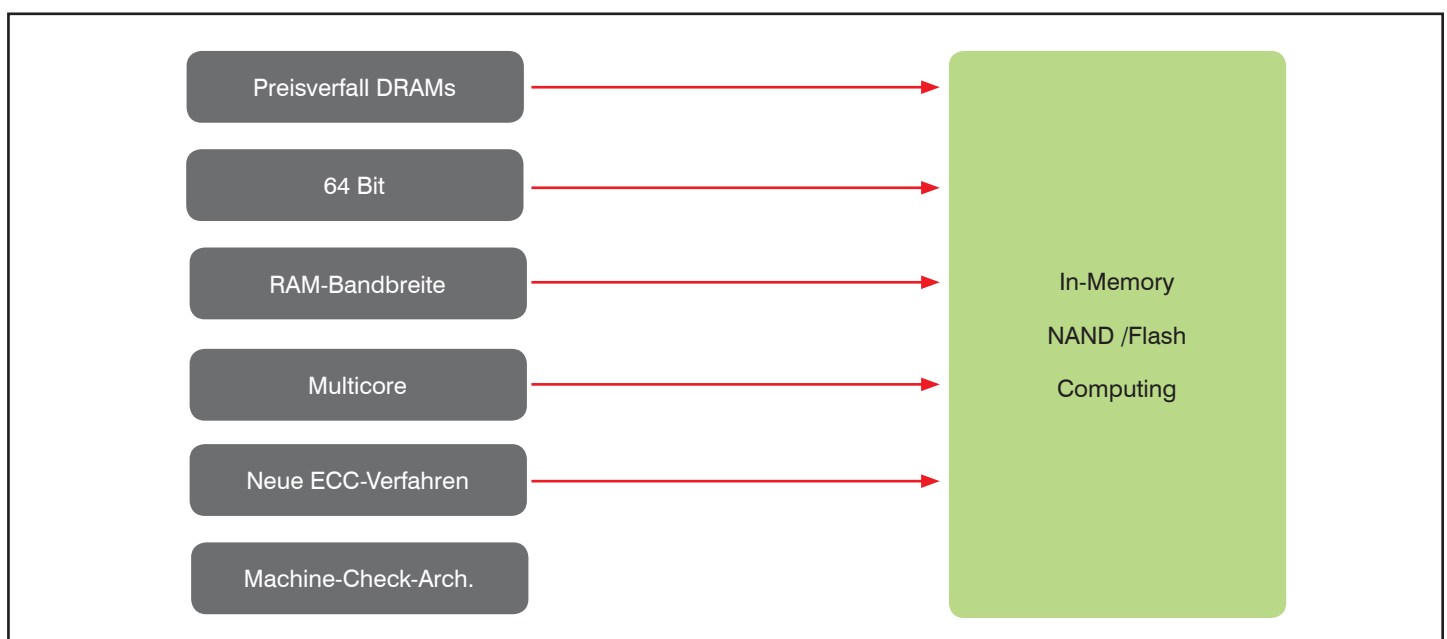 Preisverfall DRAMs
64 Bit
RAM-Bandbreite
Multicore
Neue ECC-Verfahren
Machine-Check-Arch.
In-Memory
NAND /Flash
Computing